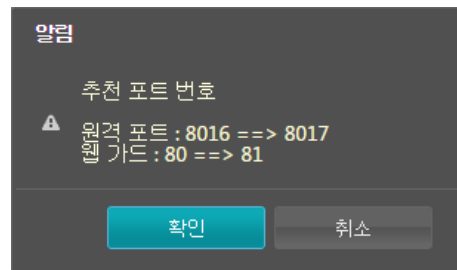 알림
추천 포트 번호
원격 포트 : 8016 ==> 8017
웹 가드 : 80 ==> 81
확인
취소